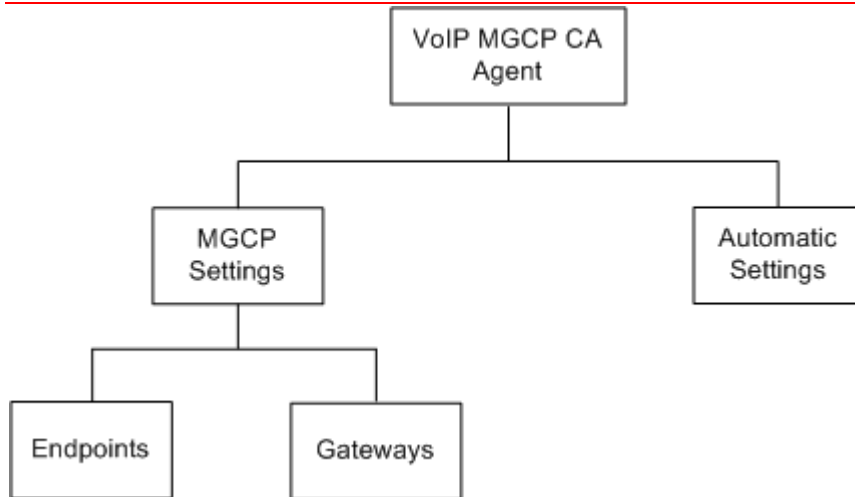 VoIP MGCP CA
Agent
MGCP
Settings
Automatic
Settings
Endpoints
Gateways